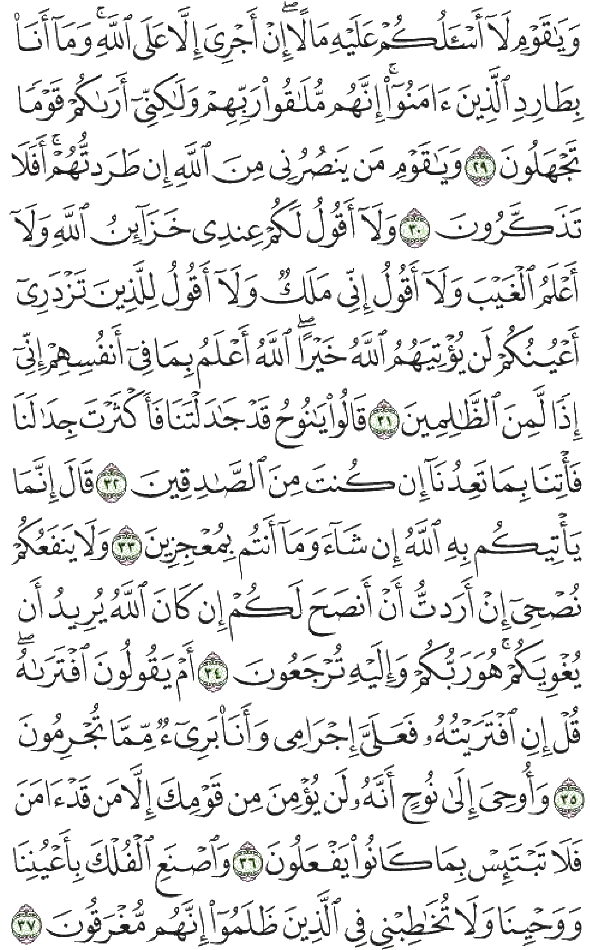 وَيَٰقَوْمِ لَآ أَسْـَٔلُكُمْ عَلَيْهِ مَالًا ۖ إِنْ أَجْرِىَ إِلَّا عَلَى ٱللَّهِ ۚ وَمَآ أَنَا۠
بِطَارِدِ ٱلَّذِينَ ءَامَنُوٓا۟ ۚ إِنَّهُم مُّلَٰقُوا۟ رَبِّهِمْ وَلَٰكِنِّىٓ أَرَىٰكُمْ قَوْمًا
تَجْهَلُونَ ٢٩ وَيَٰقَوْمِ مَن يَنصُرُنِى مِنَ ٱللَّهِ إِن طَرَدتُّهُمْ ۚ أَفَلَا
تَذَكَّرُونَ ٣٠ وَلَآ أَقُولُ لَكُمْ عِندِى خَزَآئِنُ ٱللَّهِ وَلَآ
أَعْلَمُ ٱلْغَيْبَ وَلَآ أَقُولُ إِنِّى مَلَكٌ وَلَآ أَقُولُ لِلَّذِينَ تَزْدَرِىٓ
أَعْيُنُكُمْ لَن يُؤْتِيَهُمُ ٱللَّهُ خَيْرًا ۖ ٱللَّهُ أَعْلَمُ بِمَا فِىٓ أَنفُسِهِمْ ۖ إِنِّىٓ
إِذًا لَّمِنَ ٱلظَّٰلِمِينَ ٣١ قَالُوا۟ يَٰنُوحُ قَدْ جَٰدَلْتَنَا فَأَكْثَرْتَ جِدَٰلَنَا
فَأْتِنَا بِمَا تَعِدُنَآ إِن كُنتَ مِنَ ٱلصَّٰدِقِينَ ٣٢ قَالَ إِنَّمَا
يَأْتِيكُم بِهِ ٱللَّهُ إِن شَآءَ وَمَآ أَنتُم بِمُعْجِزِينَ ٣٣ وَلَا يَنفَعُكُمْ
نُصْحِىٓ إِنْ أَرَدتُّ أَنْ أَنصَحَ لَكُمْ إِن كَانَ ٱللَّهُ يُرِيدُ أَن
يُغْوِيَكُمْ ۚ هُوَ رَبُّكُمْ وَإِلَيْهِ تُرْجَعُونَ ٣٤ أَمْ يَقُولُونَ ٱفْتَرَىٰهُ ۖ
قُلْ إِنِ ٱفْتَرَيْتُهُۥ فَعَلَىَّ إِجْرَامِى وَأَنَا۠ بَرِىٓءٌ مِّمَّا تُجْرِمُونَ
٣٥ وَأُوحِىَ إِلَىٰ نُوحٍ أَنَّهُۥ لَن يُؤْمِنَ مِن قَوْمِكَ إِلَّا مَن قَدْ ءَامَنَ
فَلَا تَبْتَئِسْ بِمَا كَانُوا۟ يَفْعَلُونَ ٣٦ وَٱصْنَعِ ٱلْفُلْكَ بِأَعْيُنِنَا
وَوَحْيِنَا وَلَا تُخَٰطِبْنِى فِى ٱلَّذِينَ ظَلَمُوٓا۟ ۚ إِنَّهُم مُّغْرَقُونَ ٣٧